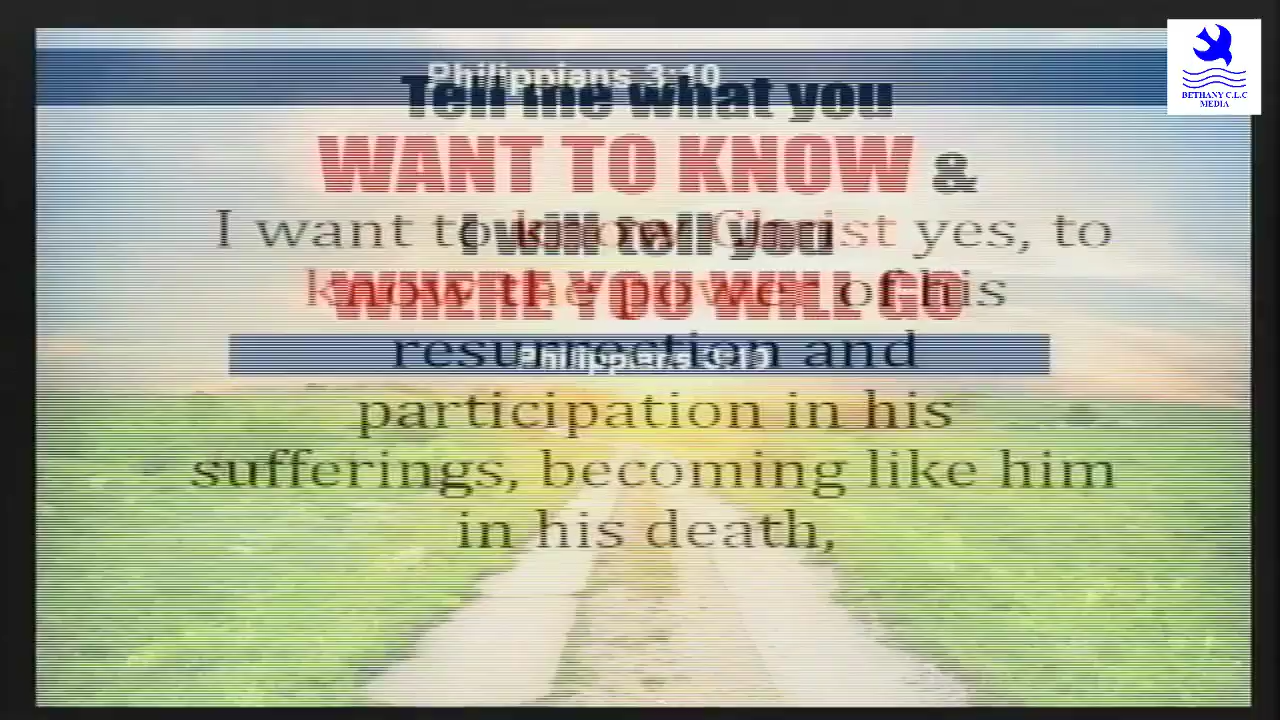 BETHANY C.L.C
MEDIA
Philippians 3:10
Tell me what you
WANT TO KNOW &
I will tell you
WHERE YOU WILL GO
Philippians 3:10
I want to know Christ yes, to
know the power of his
resurrection and
participation in his
sufferings, becoming like him
in his death,